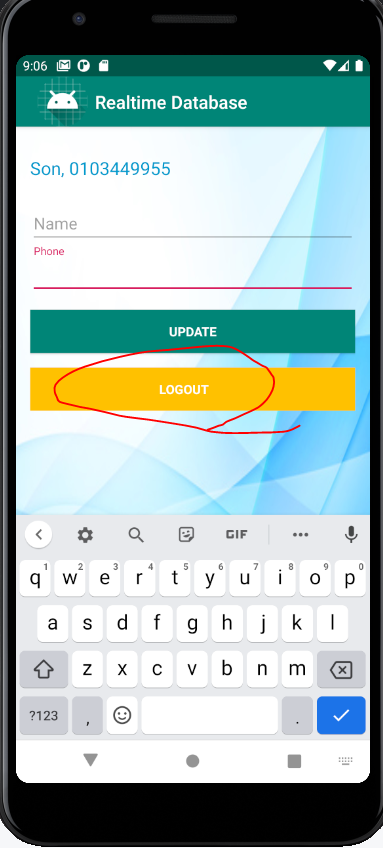 9:06
Realtime Database
Son, 0103449955
Name
Phone
UPDATE
LOGOUT
GIF
q1 w2 e3 r4 t5 y6 u7 i8 o9 p0
a s d f g h j k l
z x c v b n m
?123 , .